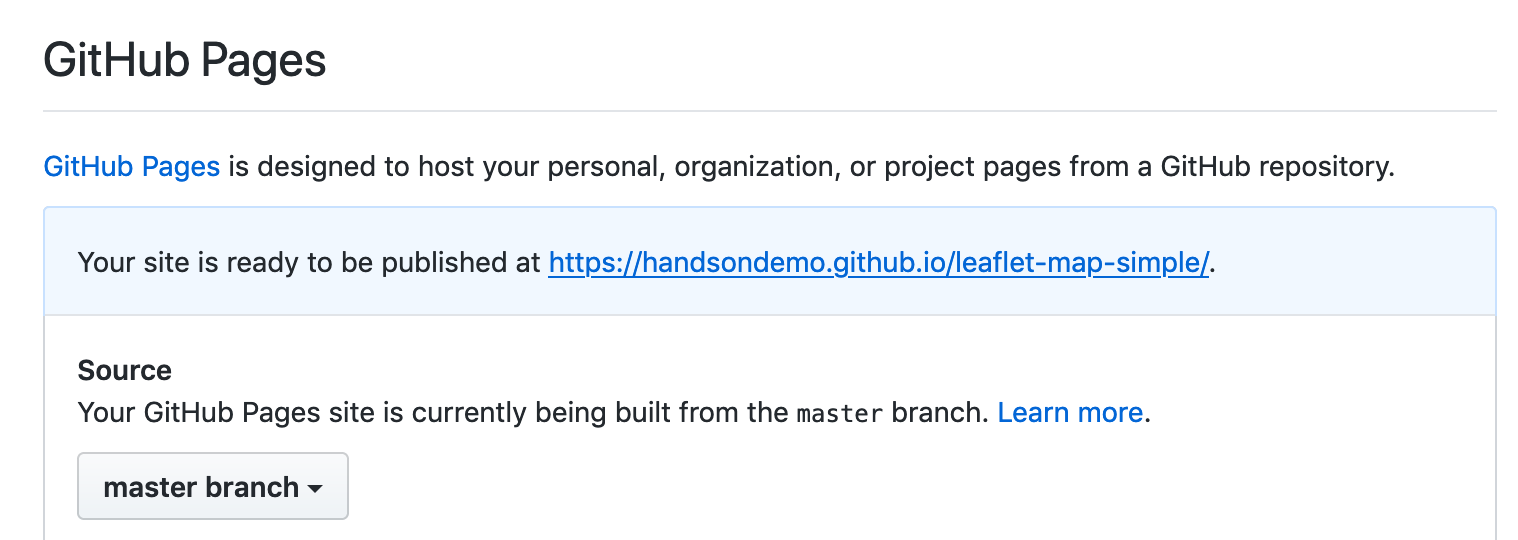 GitHub Pages
GitHub Pages is designed to host your personal, organization, or project pages from a GitHub repository.
Your site is ready to be published at https://handsondemo.github.io/leaflet-map-simple/.
Source
Your GitHub Pages site is currently being built from the master branch. Learn more.
master branch